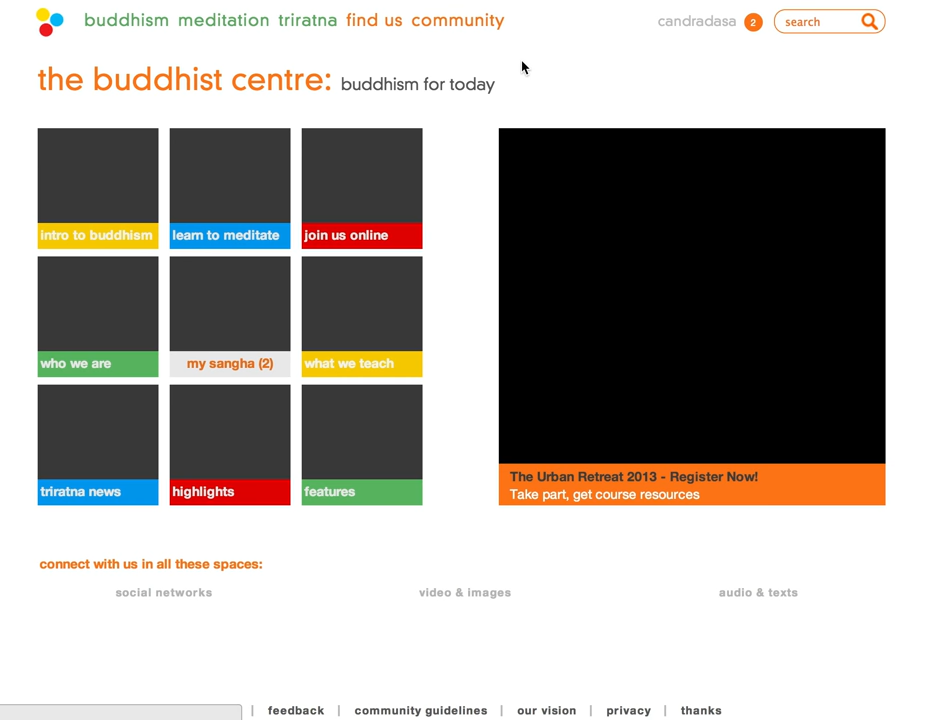 buddhism meditation triratna find us community
candradasa 2 search
the buddhist centre: buddhism for today
intro to buddhism
learn to meditate
join us online
who we are
my sangha (2)
what we teach
triratna news
highlights
features
The Urban Retreat 2013 - Register Now!
Take part, get course resources
connect with us in all these spaces:
social networks
video & images
audio & texts
| feedback | community guidelines | our vision | privacy | thanks